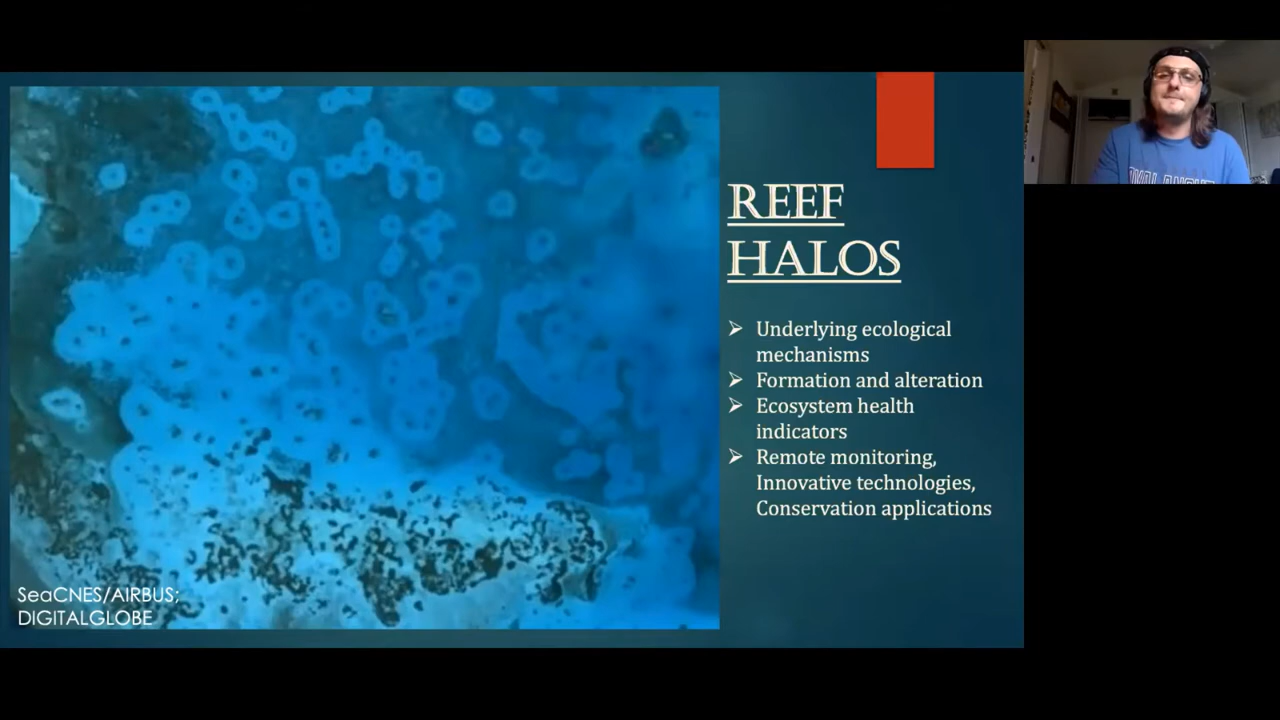 REEF
HALOS
➢ Underlying ecological
mechanisms
➢ Formation and alteration
➢ Ecosystem health
indicators
➢ Remote monitoring,
Innovative technologies,
Conservation applications
SeaCNES/AIRBUS;
DIGITALGLOBE